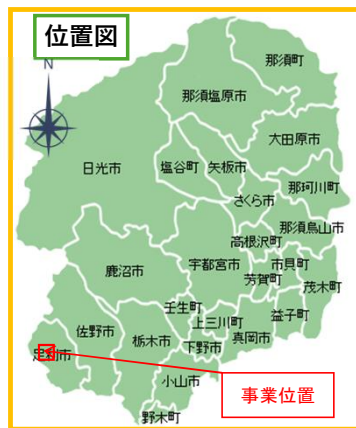 位置図
N
那須町
那須塩原市
大田原市
日光市
塩谷町
矢板市
那珂川町
さくら市
那須烏山市
高根沢町
宇都宮市
市貝町
鹿沼市
芳賀町
茂木町
壬生町
益子町
上三川町
佐野市
真岡市
栃木市
下野市
足利市
小山市
事業位置
野木町